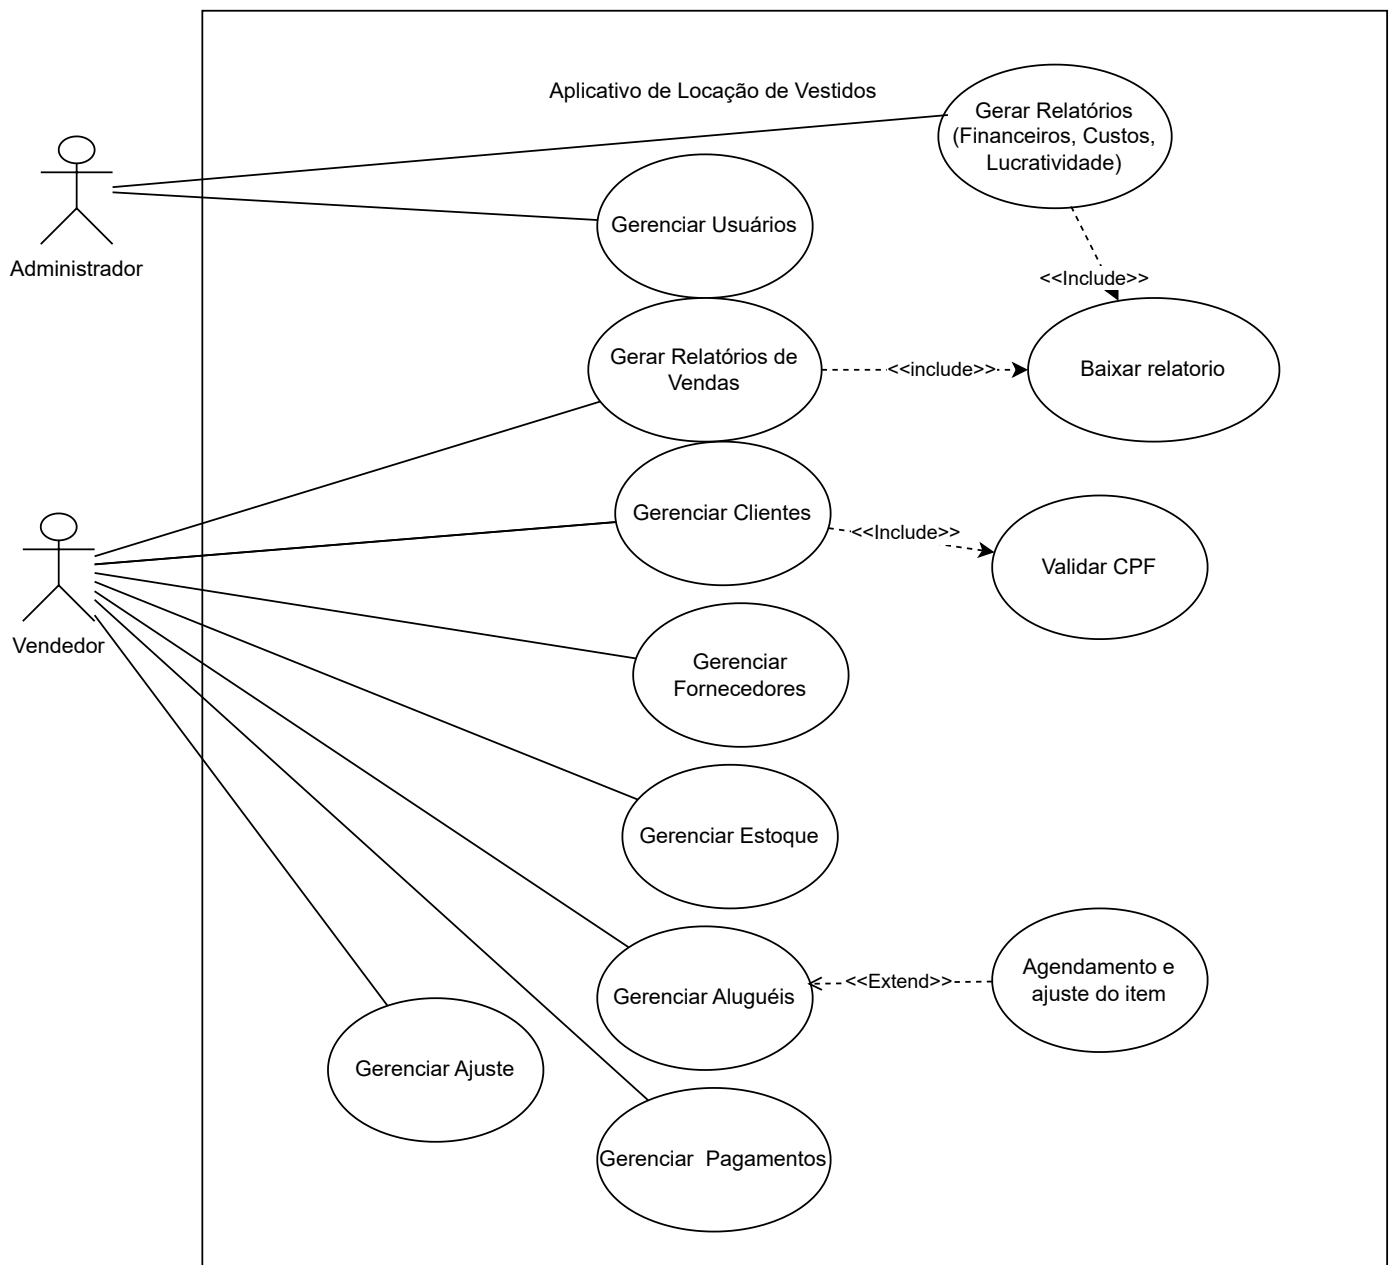 Aplicativo de Locação de Vestidos
Gerar Relatórios
(Financeiros, Custos,
Lucratividade)
Gerenciar Usuários
Administrador
<<Include>>
Gerar Relatórios de
Vendas
<<include>>
Baixar relatorio
Gerenciar Clientes
<<Include>>
Validar CPF
Vendedor
Gerenciar
Fornecedores
Gerenciar Estoque
Gerenciar Aluguéis
<<Extend>>
Agendamento e
ajuste do item
Gerenciar Ajuste
Gerenciar  Pagamentos